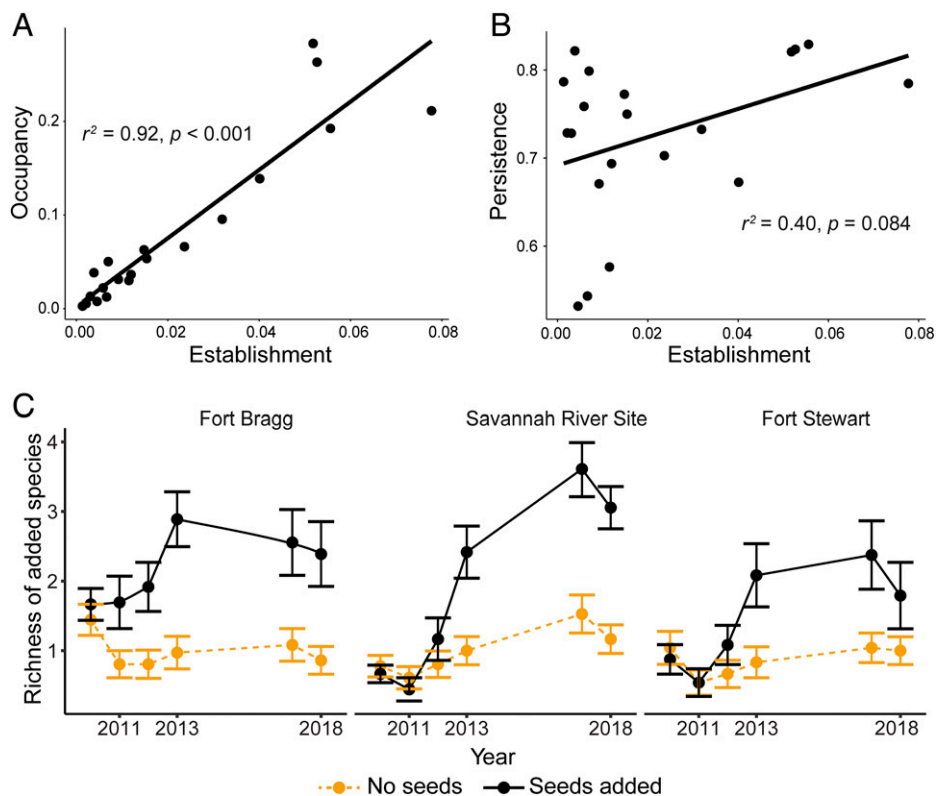 A
Occupancy
0.2
0.1
0.0
r² = 0.92, p < 0.001
0.00 0.02 0.04 0.06 0.08
Establishment
B
Persistence
0.8
0.7
0.6
r² = 0.40, p = 0.084
0.00 0.02 0.04 0.06 0.08
Establishment
C
Fort Bragg Savannah River Site Fort Stewart
Richness of added species
4
3
2
1
2011 2013 2018 2011 2013 2018 2011 2013 2018
Year
No seeds Seeds added